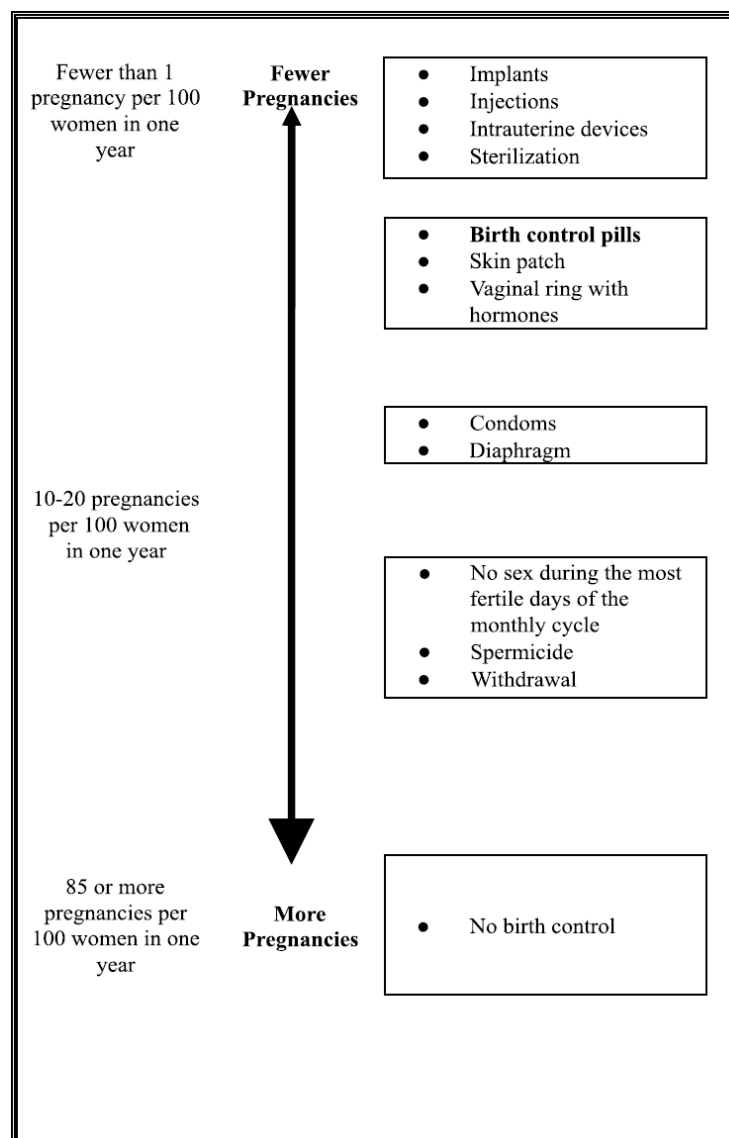 Fewer than 1
pregnancy per 100
women in one
year
Fewer
Pregnancies
● Implants
● Injections
● Intrauterine devices
● Sterilization
● Birth control pills
● Skin patch
● Vaginal ring with
hormones
● Condoms
● Diaphragm
10-20 pregnancies
per 100 women
in one year
● No sex during the most
fertile days of the
monthly cycle
● Spermicide
● Withdrawal
85 or more
pregnancies per
100 women in one
year
More
Pregnancies
● No birth control